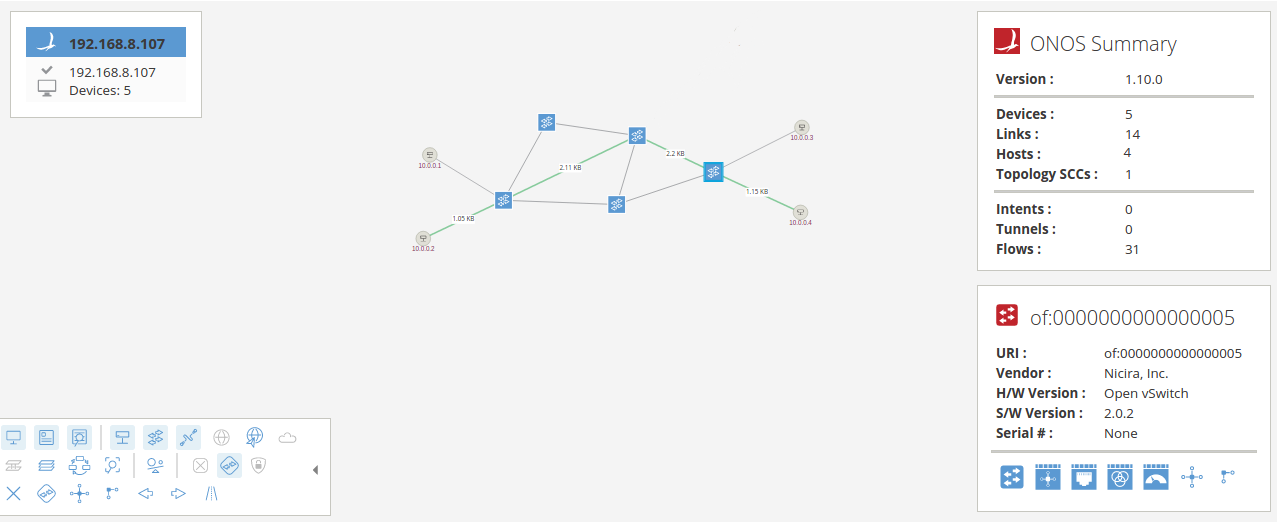 192.168.8.107
192.168.8.107
Devices: 5
10.0.0.1
10.0.0.2
1.05 KB
2.11 KB
2.2 KB
1.15 KB
10.0.0.3
10.0.0.4
ONOS Summary
Version : 1.10.0
Devices : 5
Links : 14
Hosts : 4
Topology SCCs : 1
Intents : 0
Tunnels : 0
Flows : 31
of:0000000000000005
URI : of:0000000000000005
Vendor : Nicira, Inc.
H/W Version : Open vSwitch
S/W Version : 2.0.2
Serial # : None